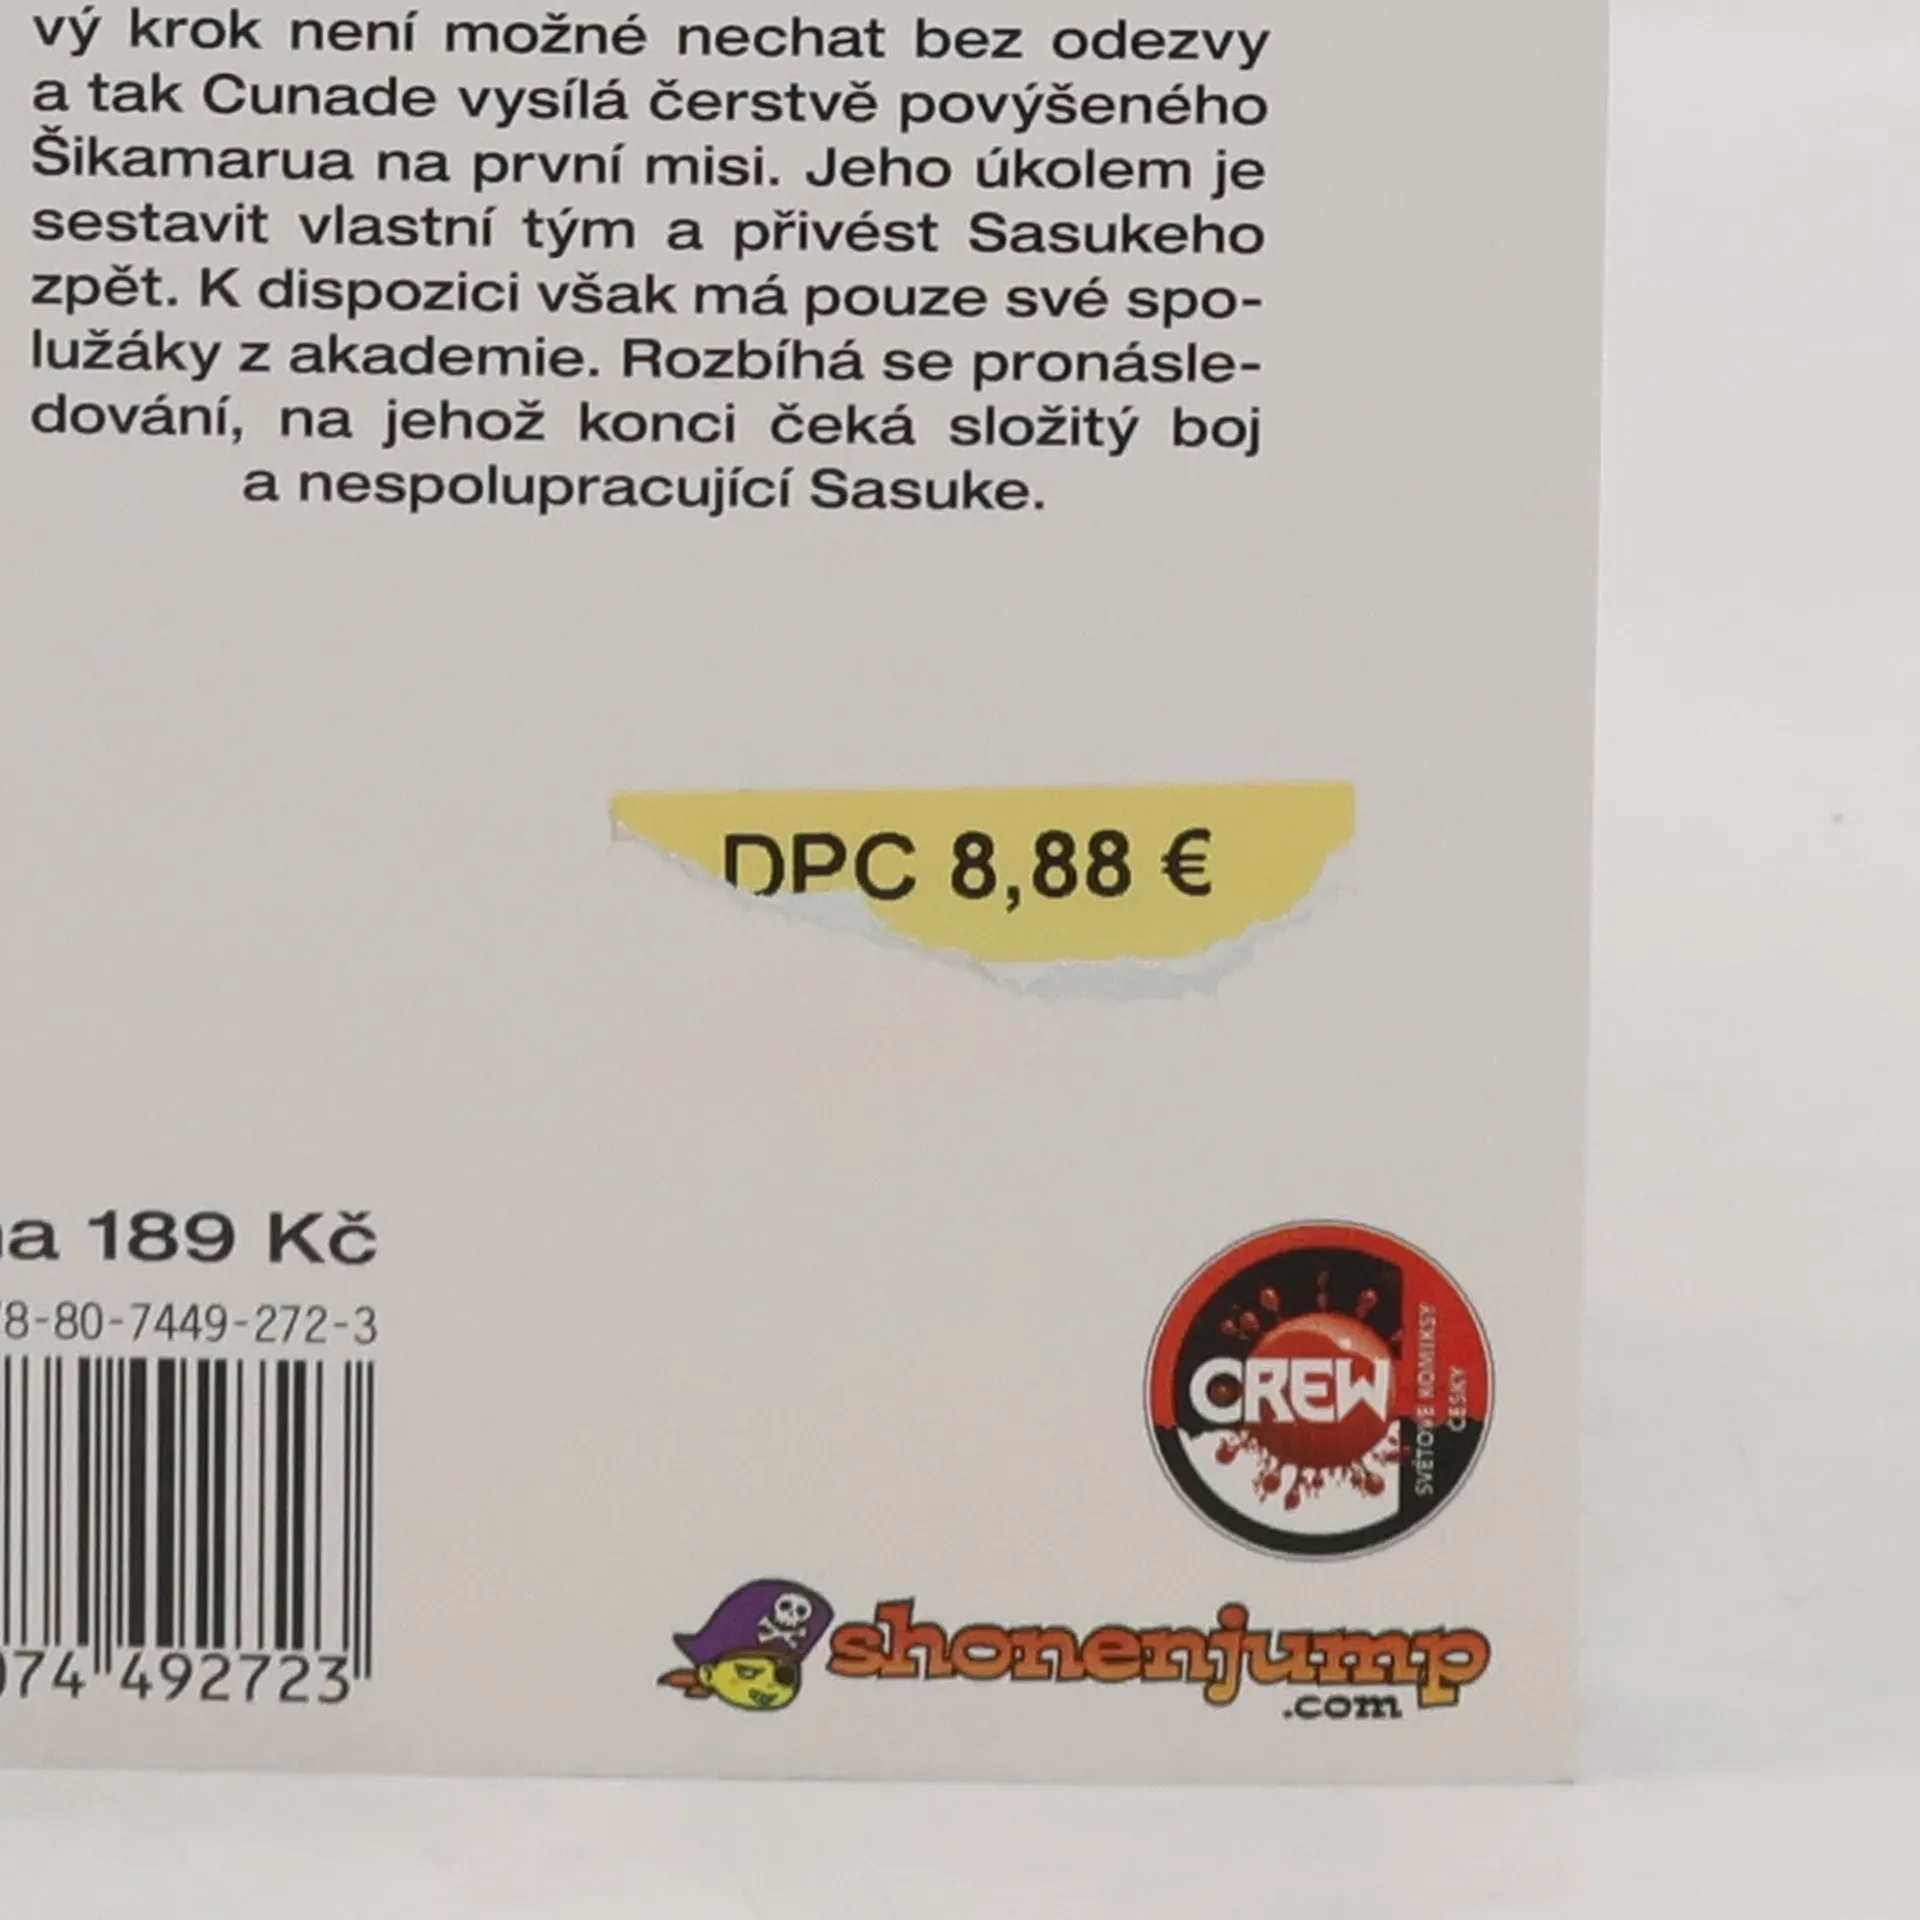 vý krok není možné nechat bez odezvy
a tak Cunade vysílá čerstvě povýšeného
Šikamarua na první misi. Jeho úkolem je
sestavit vlastní tým a přivést Sasukeho
zpět. K dispozici však má pouze své spo-
lužáky z akademie. Rozbíhá se pronásle-
dování, na jehož konci čeká složitý boj
a nespolupracující Sasuke.
DPC 8,88 €
na 189 Kč
78-80-7449-272-3
074 492723
CREW
SVĚTOVÉ KOMIKSY
ČESKY
shonenjump
.com